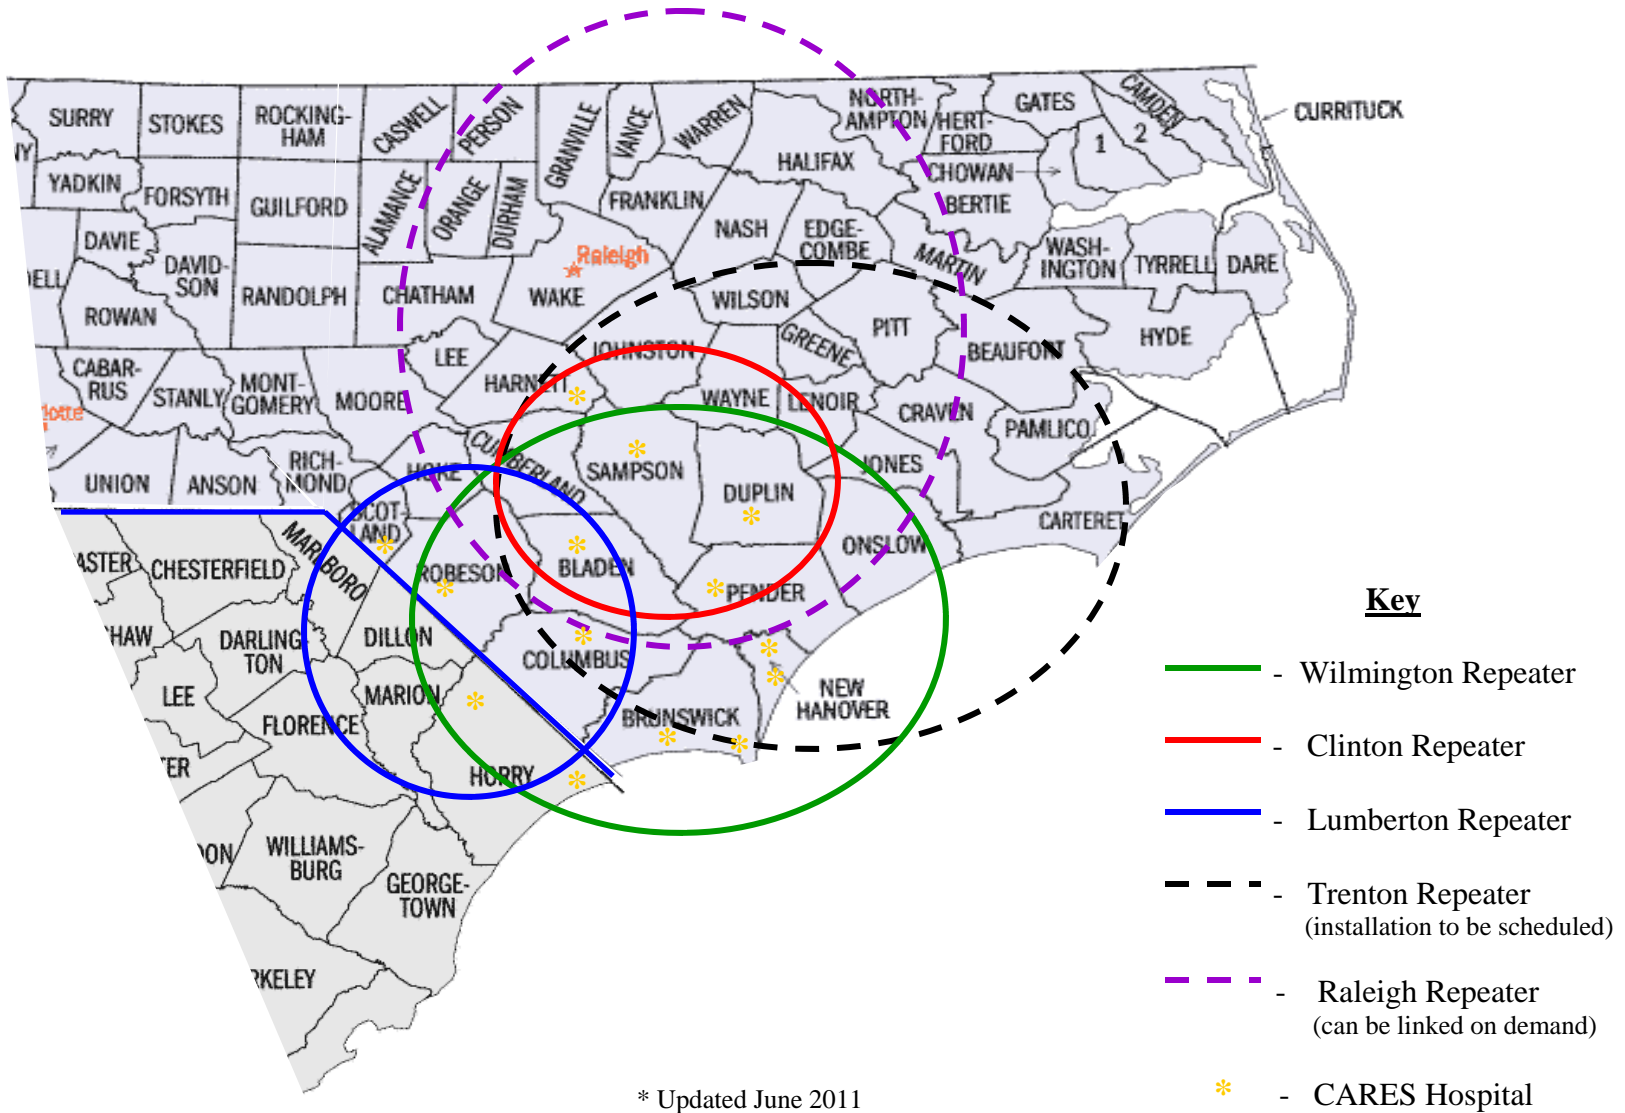 SURRY
STOKES
ROCKING-
HAM
CASWELL
PERSON
GRANVILLE
VANCE
WARREN
NORTH-
AMPTON
HERT-
FORD
GATES
CAMDEN
CURRITUCK
1
2
YADKIN
FORSYTH
GUILFORD
ALAMANCE
ORANGE
DURHAM
FRANKLIN
HALIFAX
CHOWAN
BERTIE
DAVIE
DAVID-
SON
RANDOLPH
CHATHAM
Raleigh
WAKE
NASH
EDGE-
COMBE
MARTIN
WASH-
INGTON
TYRRELL
DARE
ROWAN
WILSON
PITT
GREENE
BEAUFORT
HYDE
CABAR-
RUS
STANLY
MONT-
GOMERY
MOORE
LEE
HARNETT
JOHNSTON
WAYNE
LENOIR
CRAVEN
PAMLICO
UNION
ANSON
RICH-
MOND
HOKE
CUMBERLAND
SAMPSON
DUPLIN
JONES
CARTERET
SCOT-
LAND
ROBESON
BLADEN
PENDER
ONSLOW
COLUMBUS
BRUNSWICK
NEW
HANOVER
CHESTERFIELD
MARLBORO
DARLING-
TON
DILLON
LEE
FLORENCE
MARION
HORRY
WILLIAMS-
BURG
GEORGE-
TOWN
Key
- Wilmington Repeater
- Clinton Repeater
- Lumberton Repeater
- Trenton Repeater
(installation to be scheduled)
- Raleigh Repeater
(can be linked on demand)
* - CARES Hospital
* Updated June 2011